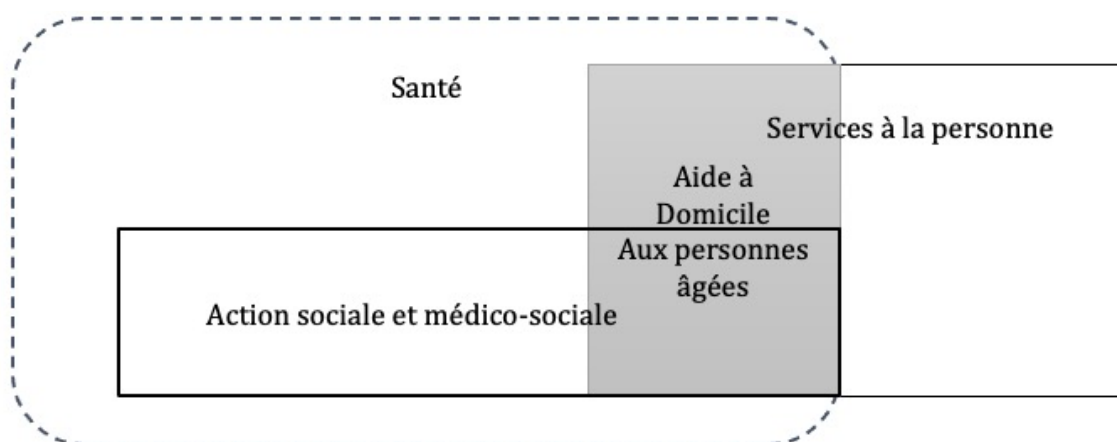 Santé
Services à la personne
Aide à
Domicile
Aux personnes
âgées
Action sociale et médico-sociale